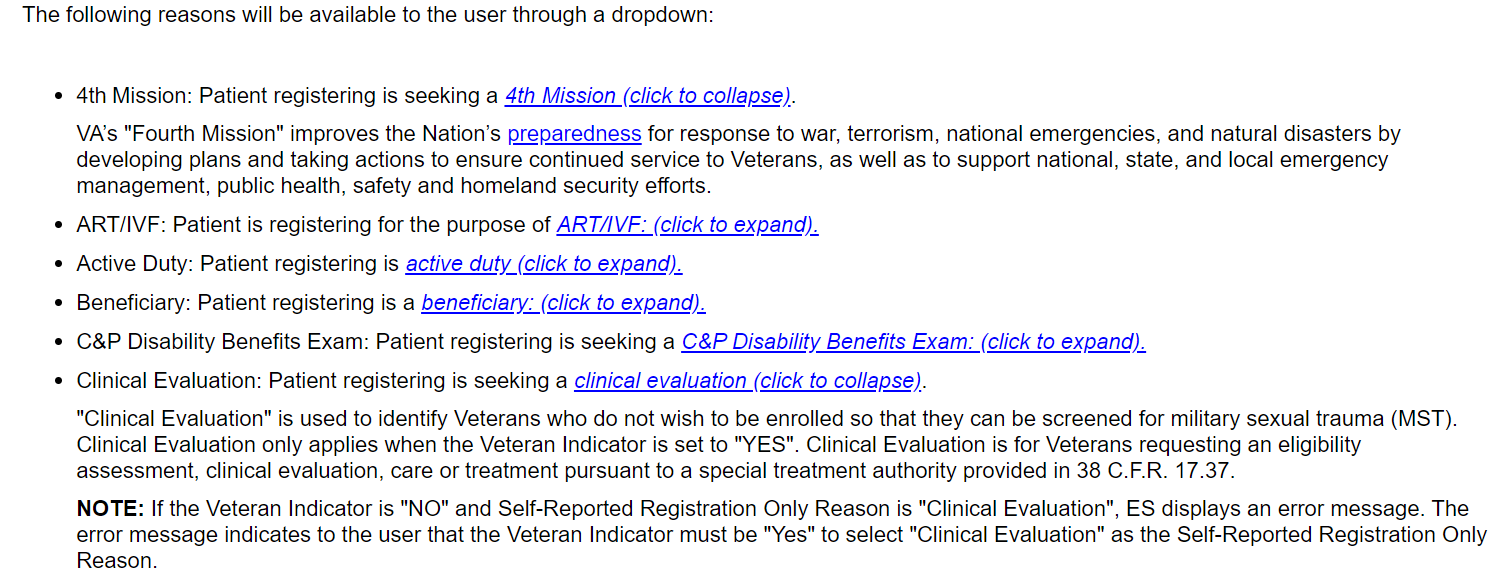 The following reasons will be available to the user through a dropdown:
• 4th Mission: Patient registering is seeking a 4th Mission (click to collapse).
VA’s "Fourth Mission" improves the Nation’s preparedness for response to war, terrorism, national emergencies, and natural disasters by
developing plans and taking actions to ensure continued service to Veterans, as well as to support national, state, and local emergency
management, public health, safety and homeland security efforts.
• ART/IVF: Patient is registering for the purpose of ART/IVF: (click to expand).
• Active Duty: Patient registering is active duty (click to expand).
• Beneficiary: Patient registering is a beneficiary: (click to expand).
• C&P Disability Benefits Exam: Patient registering is seeking a C&P Disability Benefits Exam: (click to expand).
• Clinical Evaluation: Patient registering is seeking a clinical evaluation (click to collapse).
"Clinical Evaluation" is used to identify Veterans who do not wish to be enrolled so that they can be screened for military sexual trauma (MST).
Clinical Evaluation only applies when the Veteran Indicator is set to "YES". Clinical Evaluation is for Veterans requesting an eligibility
assessment, clinical evaluation, care or treatment pursuant to a special treatment authority provided in 38 C.F.R. 17.37.
NOTE: If the Veteran Indicator is "NO" and Self-Reported Registration Only Reason is "Clinical Evaluation", ES displays an error message. The
error message indicates to the user that the Veteran Indicator must be "Yes" to select "Clinical Evaluation" as the Self-Reported Registration Only
Reason.